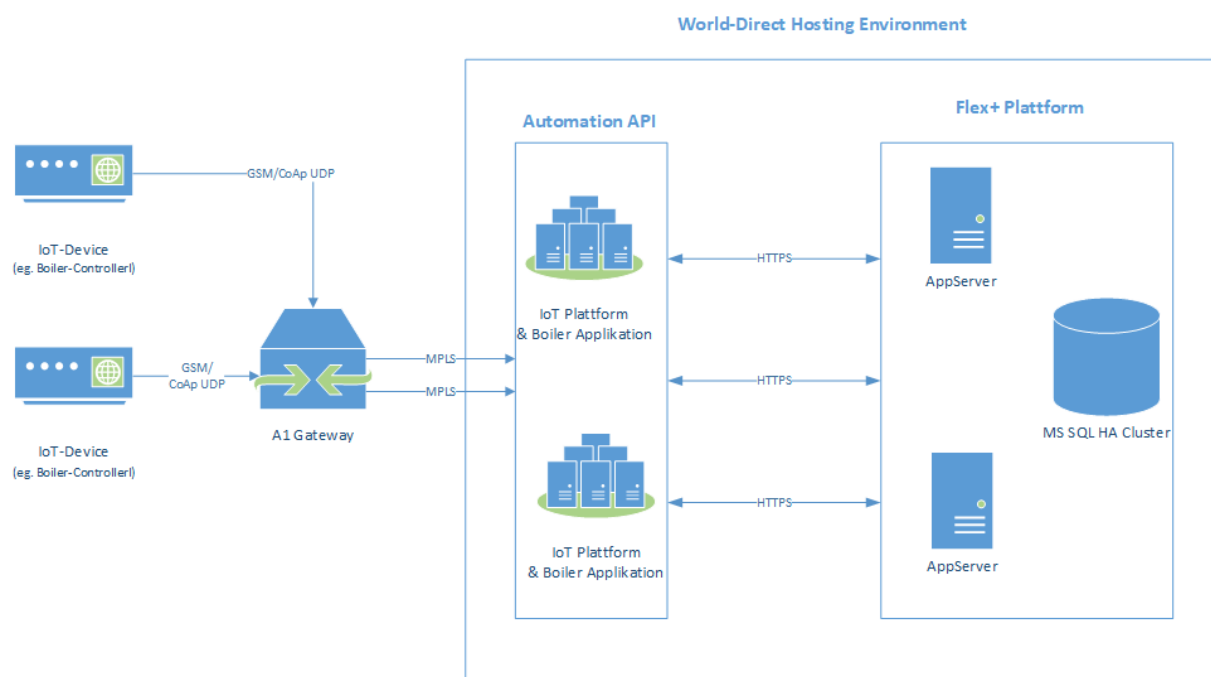 World-Direct Hosting Environment
Automation API
Flex+ Plattform
GSM/CoAp UDP
IoT-Device
(eg. Boiler-Controllerl)
HTTPS
AppServer
IoT Plattform
& Boiler Applikation
GSM/
CoAp UDP
MPLS
MPLS
HTTPS
A1 Gateway
MS SQL HA Cluster
IoT-Device
(eg. Boiler-Controllerl)
HTTPS
IoT Plattform
& Boiler Applikation
AppServer